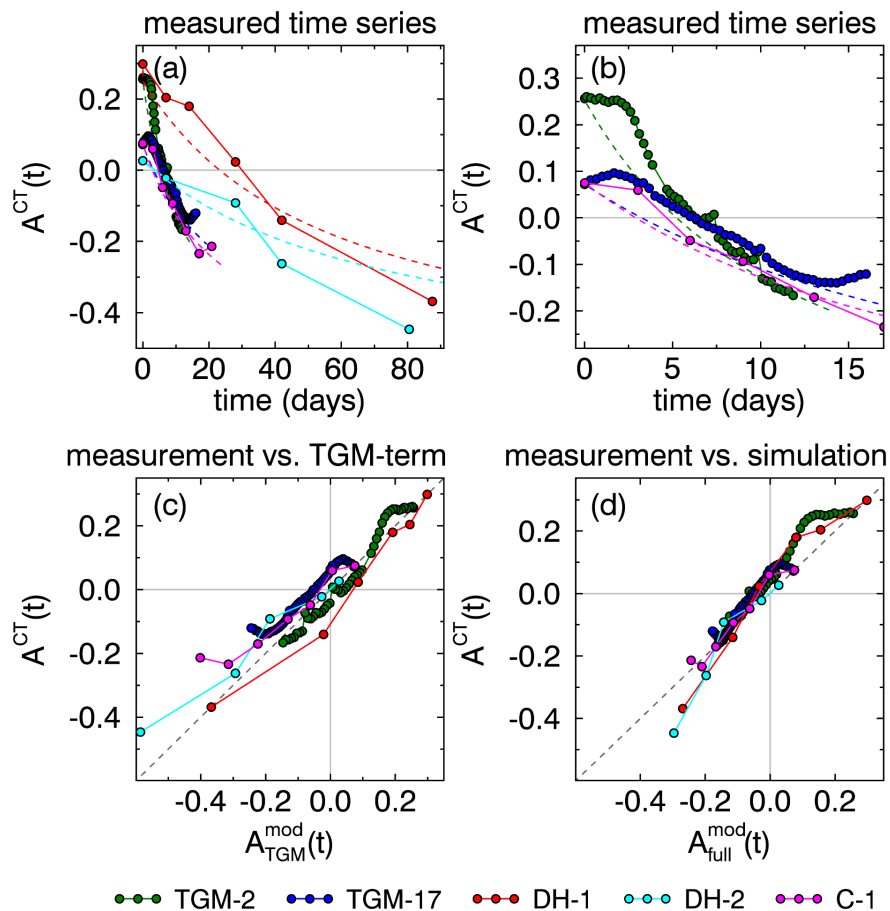 measured time series
measured time series
(a)
(b)
0.2
0.0
-0.2
-0.4
A^CT(t)
0 20 40 60 80
time (days)
0.3
0.2
0.1
0.0
-0.1
-0.2
A^CT(t)
0 5 10 15
time (days)
measurement vs. TGM-term
measurement vs. simulation
(c)
(d)
0.2
0.0
-0.2
-0.4
A^CT(t)
-0.4 -0.2 0.0 0.2
A_TGM^mod(t)
0.2
0.0
-0.2
-0.4
A^CT(t)
-0.4 -0.2 0.0 0.2
A_full^mod(t)
TGM-2 TGM-17 DH-1 DH-2 C-1